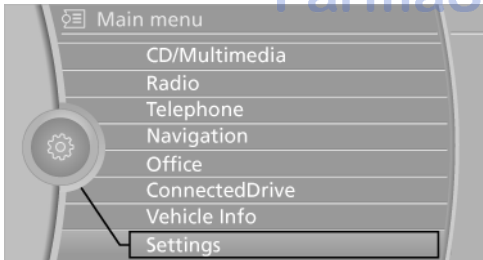 Main menu
CD/Multimedia
Radio
Telephone
Navigation
Office
ConnectedDrive
Vehicle Info
Settings